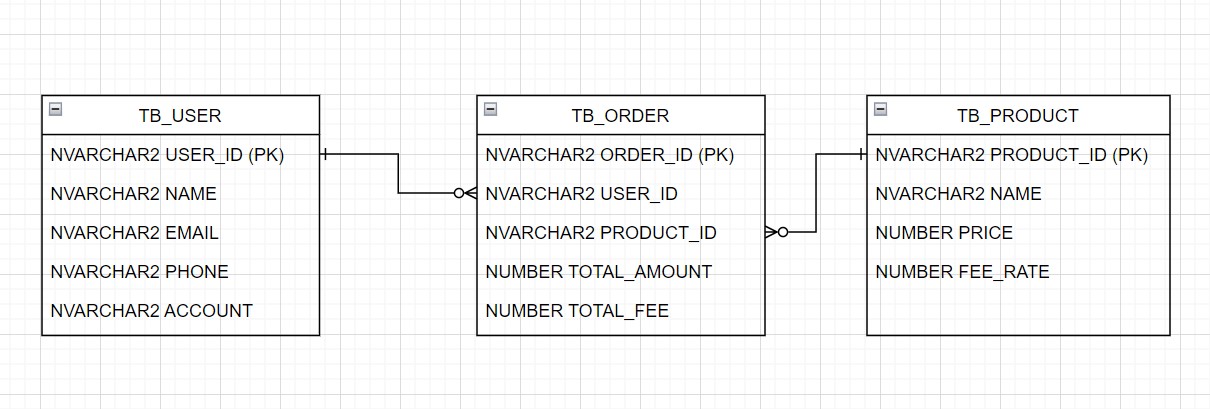 TB_USER
NVARCHAR2 USER_ID (PK)
NVARCHAR2 NAME
NVARCHAR2 EMAIL
NVARCHAR2 PHONE
NVARCHAR2 ACCOUNT
TB_ORDER
NVARCHAR2 ORDER_ID (PK)
NVARCHAR2 USER_ID
NVARCHAR2 PRODUCT_ID
NUMBER TOTAL_AMOUNT
NUMBER TOTAL_FEE
TB_PRODUCT
NVARCHAR2 PRODUCT_ID (PK)
NVARCHAR2 NAME
NUMBER PRICE
NUMBER FEE_RATE